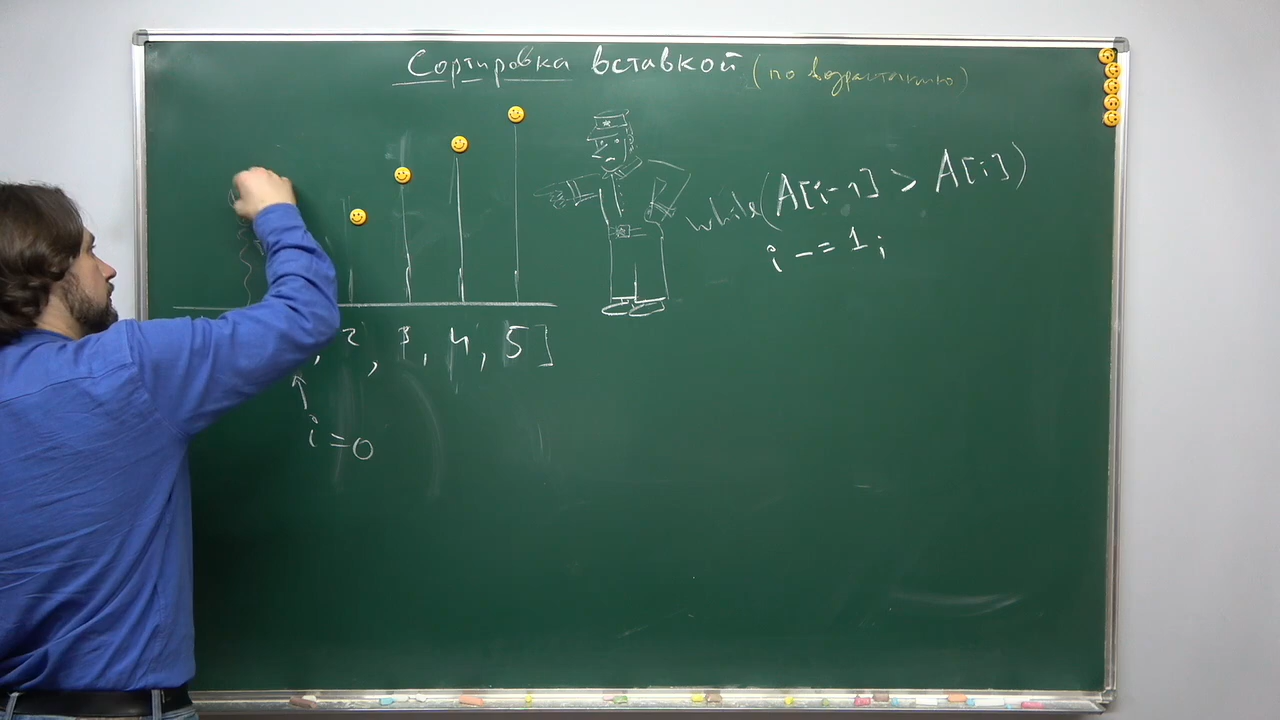 Сортировка вставкой (по возрастанию)
while(A[i-1] > A[i])
i -= 1;
, 2, 3, 4, 5]
i = 0